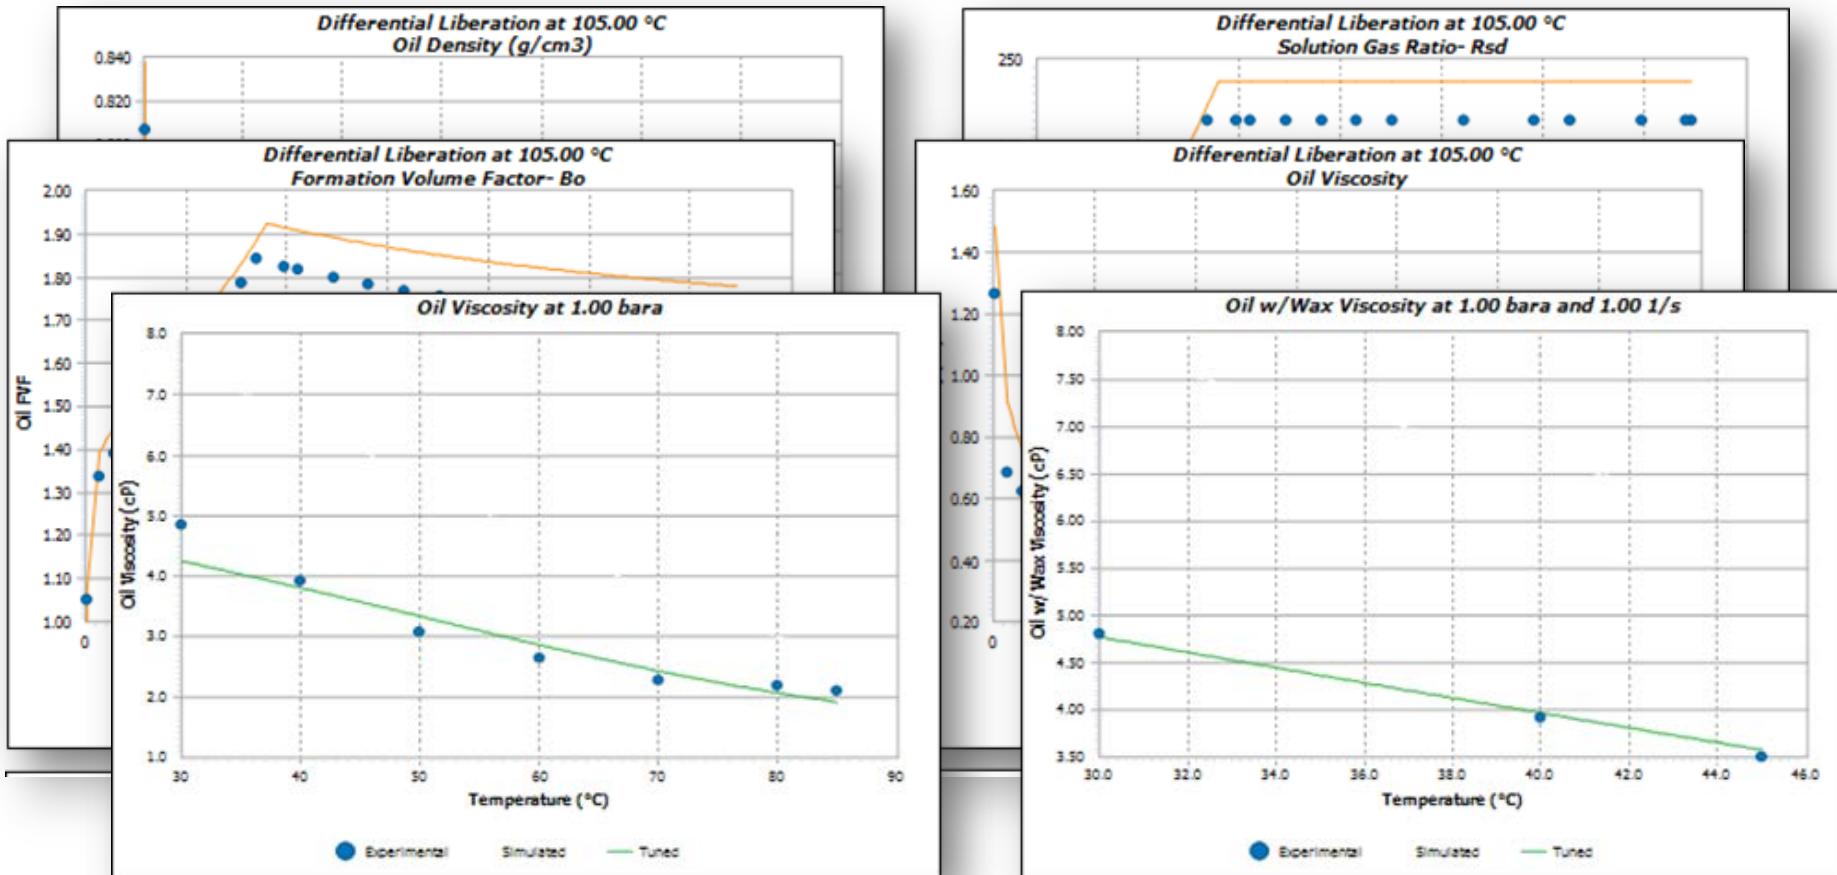 Differential Liberation at 105.00 °C
Oil Density (g/cm3)
0.840
0.820
Differential Liberation at 105.00 °C
Solution Gas Ratio- Rsd
250
Differential Liberation at 105.00 °C
Formation Volume Factor- Bo
2.00
1.90
1.80
1.70
1.60
1.50
1.40
1.30
1.20
1.10
1.00
Oil FVF
0
Differential Liberation at 105.00 °C
Oil Viscosity
1.60
1.40
1.20
1.00
0.80
0.60
0.40
0.20
0
Oil Viscosity at 1.00 bara
8.0
7.0
6.0
5.0
4.0
3.0
2.0
1.0
Oil Viscosity (cP)
30 40 50 60 70 80 90
Temperature (°C)
Experimental Simulated Tuned
Oil w/Wax Viscosity at 1.00 bara and 1.00 1/s
8.00
7.50
7.00
6.50
6.00
5.50
5.00
4.50
4.00
3.50
Oil w/ Wax Viscosity (cP)
30.0 32.0 34.0 36.0 38.0 40.0 42.0 44.0 46.0
Temperature (°C)
Experimental Simulated Tuned